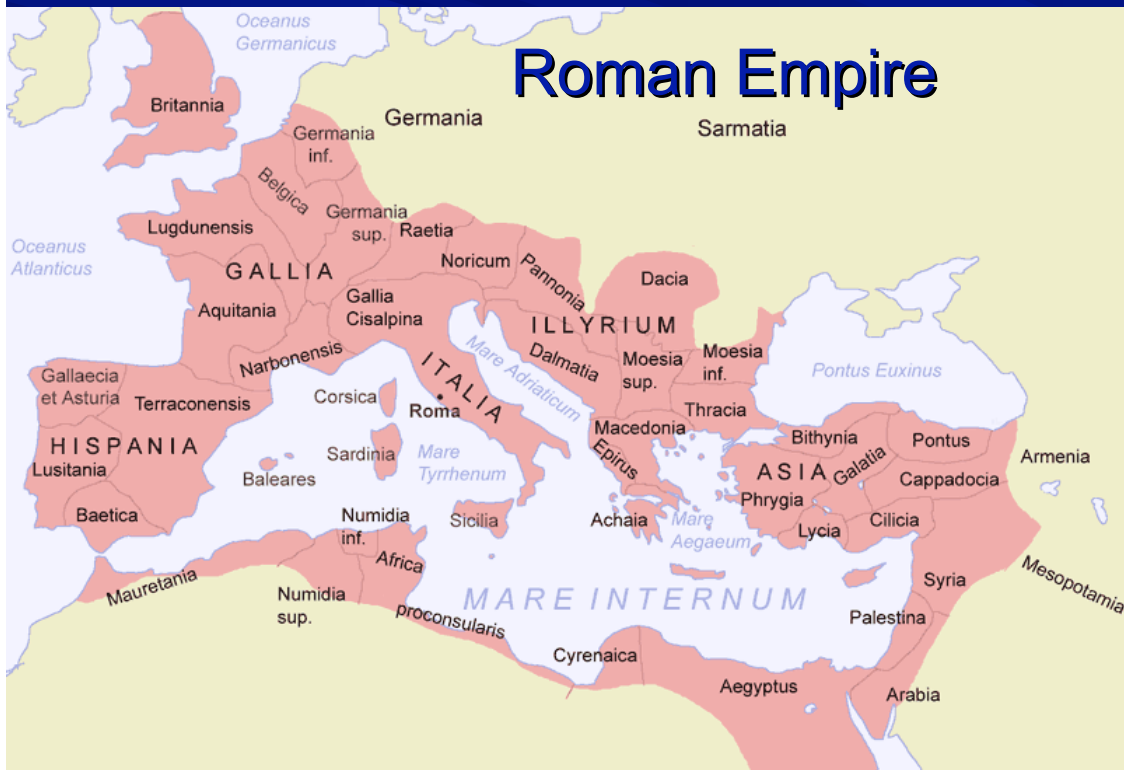 Roman Empire
Oceanus
Germanicus
Britannia
Germania
Sarmatia
Germania
inf.
Belgica
Germania
sup.
Lugdunensis
Raetia
Oceanus
Atlanticus
GALLIA
Noricum
Pannonia
Dacia
Aquitania
Gallia
Cisalpina
ILLYRIUM
Narbonensis
ITALIA
Mare Adriaticum
Dalmatia
Moesia
sup.
Moesia
inf.
Pontus Euxinus
Gallaecia
et Asturia
Terraconensis
Corsica
Roma
Thracia
HISPANIA
Lusitania
Sardinia
Mare
Tyrrhenum
Macedonia
Epirus
Bithynia
Pontus
Armenia
ASIA
Galatia
Cappadocia
Baleares
Phrygia
Baetica
Numidia
inf.
Sicilia
Achaia
Mare
Aegaeum
Lycia
Cilicia
Africa
proconsularis
Mauretania
Numidia
sup.
MARE INTERNUM
Syria
Mesopotamia
Palestina
Cyrenaica
Aegyptus
Arabia